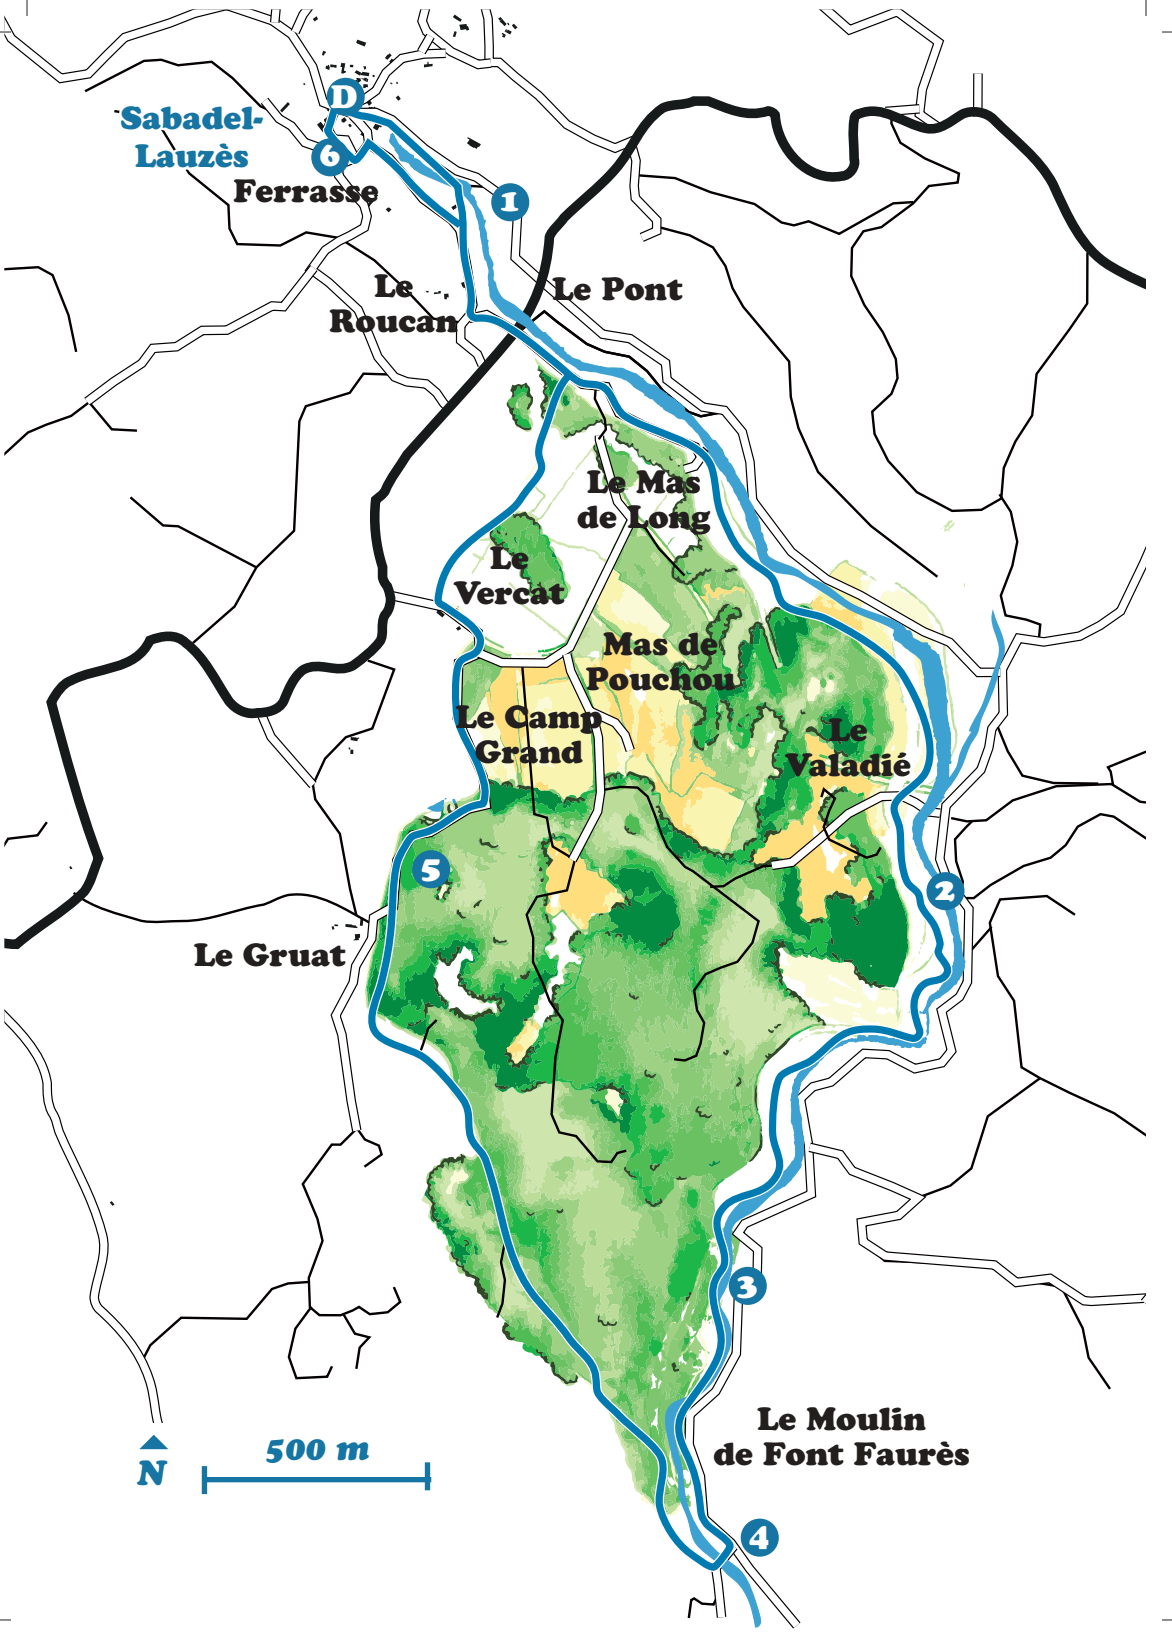 D
Sabadel-
Lauzès
6
Ferrasse
1
Le
Roucan
Le Pont
Le Mas
de Long
Le
Vercat
Mas de
Pouchou
Le Camp
Grand
Le
Valadié
5
2
Le Gruat
3
Le Moulin
de Font Faurès
500 m
N
4